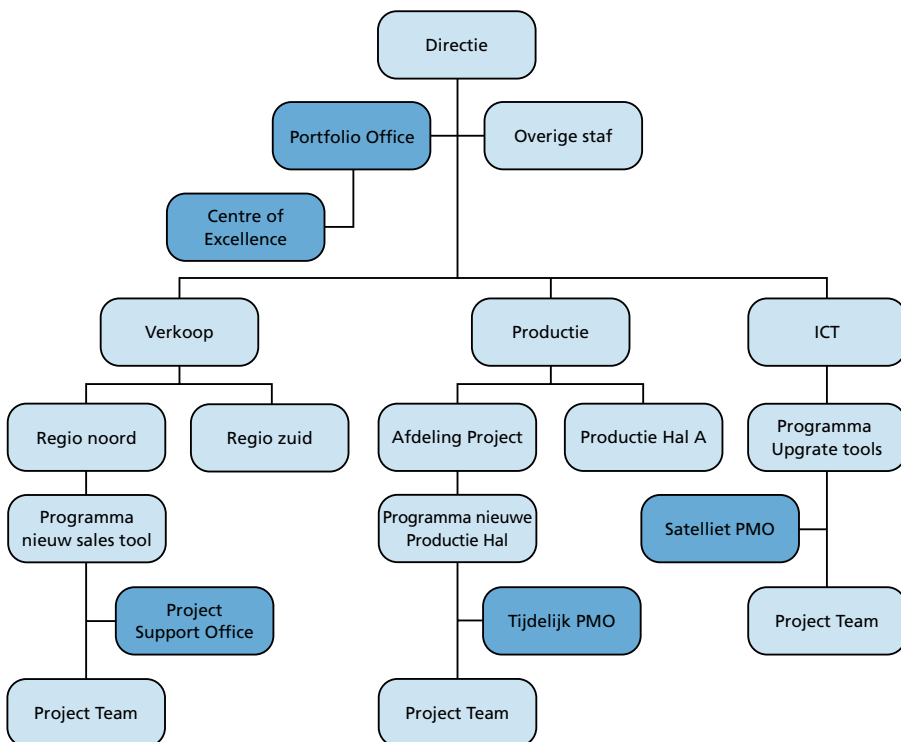 Directie
Portfolio Office
Overige staf
Centre of
Excellence
Verkoop
Productie
ICT
Regio noord
Regio zuid
Afdeling Project
Productie Hal A
Programma
Upgrate tools
Programma
nieuw sales tool
Programma nieuwe
Productie Hal
Satelliet PMO
Project
Support Office
Tijdelijk PMO
Project Team
Project Team
Project Team